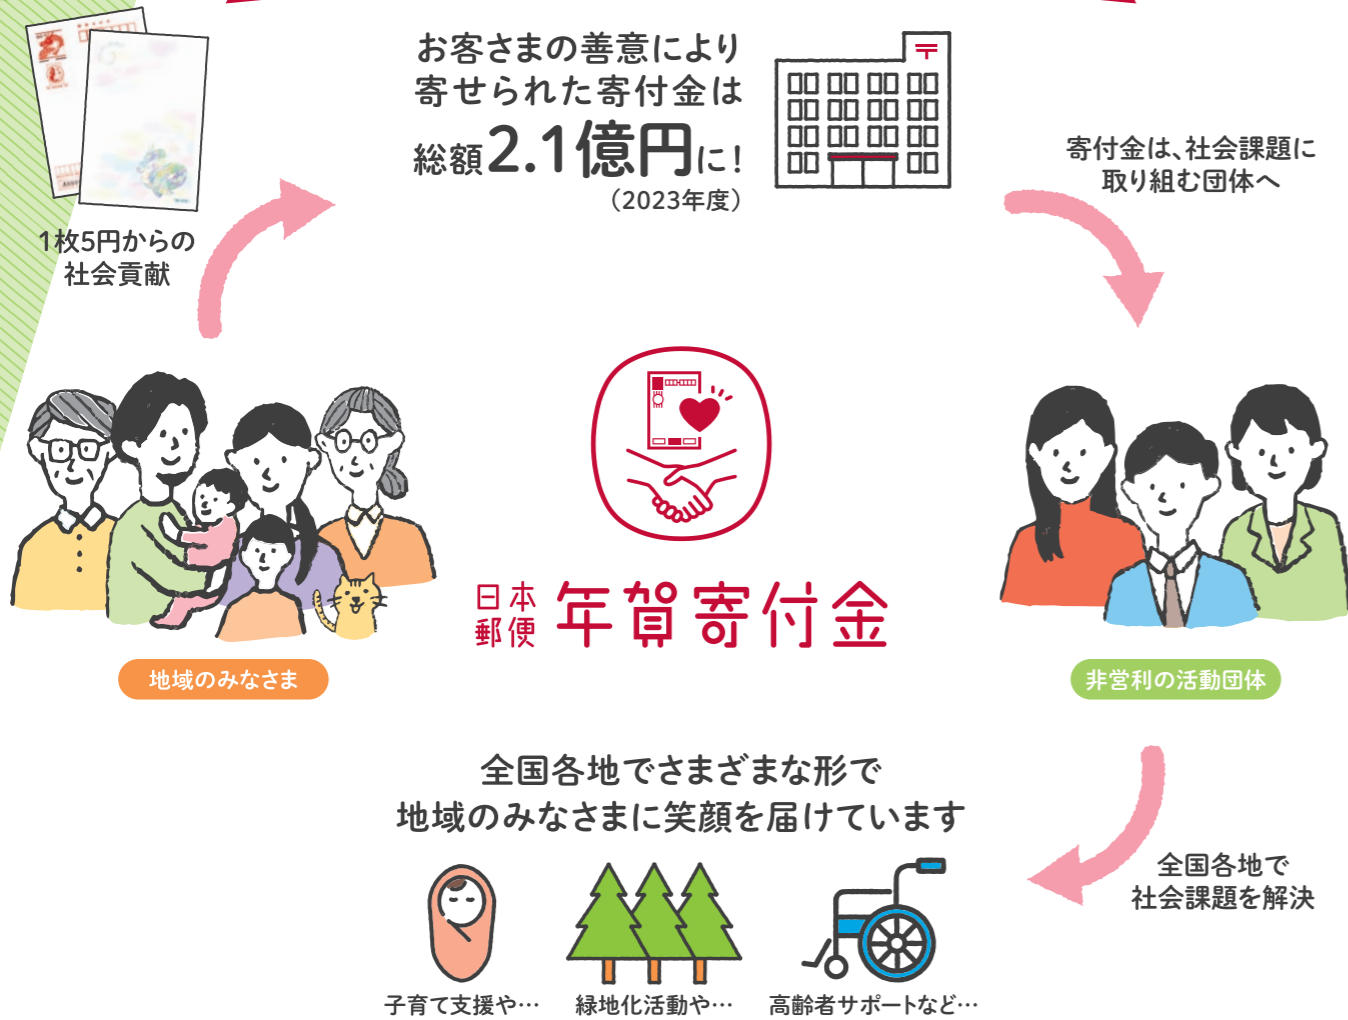 お客さまの善意により
寄せられた寄付金は
総額2.1億円に!
(2023年度)
1枚5円からの
社会貢献
寄付金は、社会課題に
取り組む団体へ
日本
郵便
年賀寄付金
地域のみなさま
非営利の活動団体
全国各地でさまざまな形で
地域のみなさまに笑顔を届けています
全国各地で
社会課題を解決
子育て支援や…
緑地化活動や…
高齢者サポートなど…